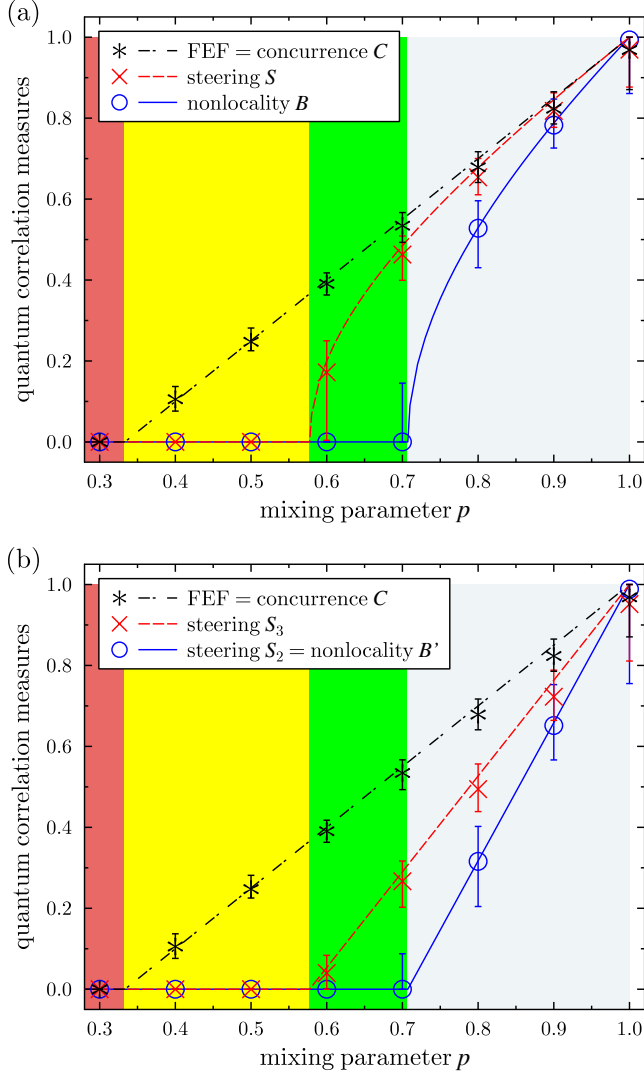 (a)
quantum correlation measures
1.0
0.8
0.6
0.4
0.2
0.0
FEF = concurrence C
steering S
nonlocality B
0.3 0.4 0.5 0.6 0.7 0.8 0.9 1.0
mixing parameter p
(b)
quantum correlation measures
1.0
0.8
0.6
0.4
0.2
0.0
FEF = concurrence C
steering S₃
steering S₂ = nonlocality B'
0.3 0.4 0.5 0.6 0.7 0.8 0.9 1.0
mixing parameter p